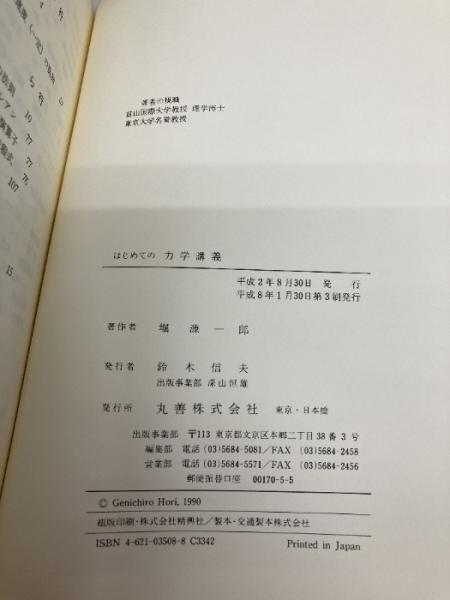 著者の現職
富山国際大学教授 理学博士
東京大学名誉教授
はじめての 力学講義
平成2年8月30日 発 行
平成8年1月30日第3刷発行
著作者 堀 源一郎
発行者 鈴木信夫
出版事業部 深山恒雄
発行所 丸善株式会社 東京・日本橋
出版事業部 〒113 東京都文京区本郷二丁目38番3号
編集部 電話(03)5684-5081/FAX (03)5684-2458
営業部 電話(03)5684-5571/FAX (03)5684-2456
郵便振替口座 00170-5-5
© Genichiro Hori, 1990
組版印刷・株式会社精興社/製本・交通製本株式会社
ISBN 4-621-03508-8 C3342 Printed in Japan
ら 行
10
77
77
75
107
15